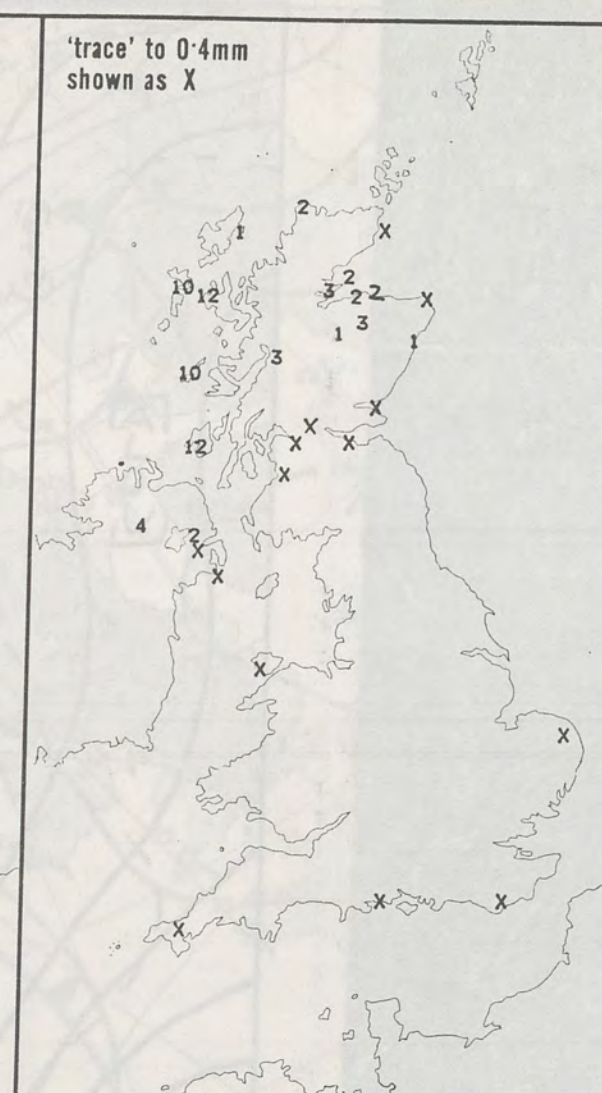 'trace' to 0·4mm
shown as X
2
1 X
10 12 3 2 2 2 X
1 3 1
10 3
X
X
12 X X
X
4 2
X
X
X
X
X X
X